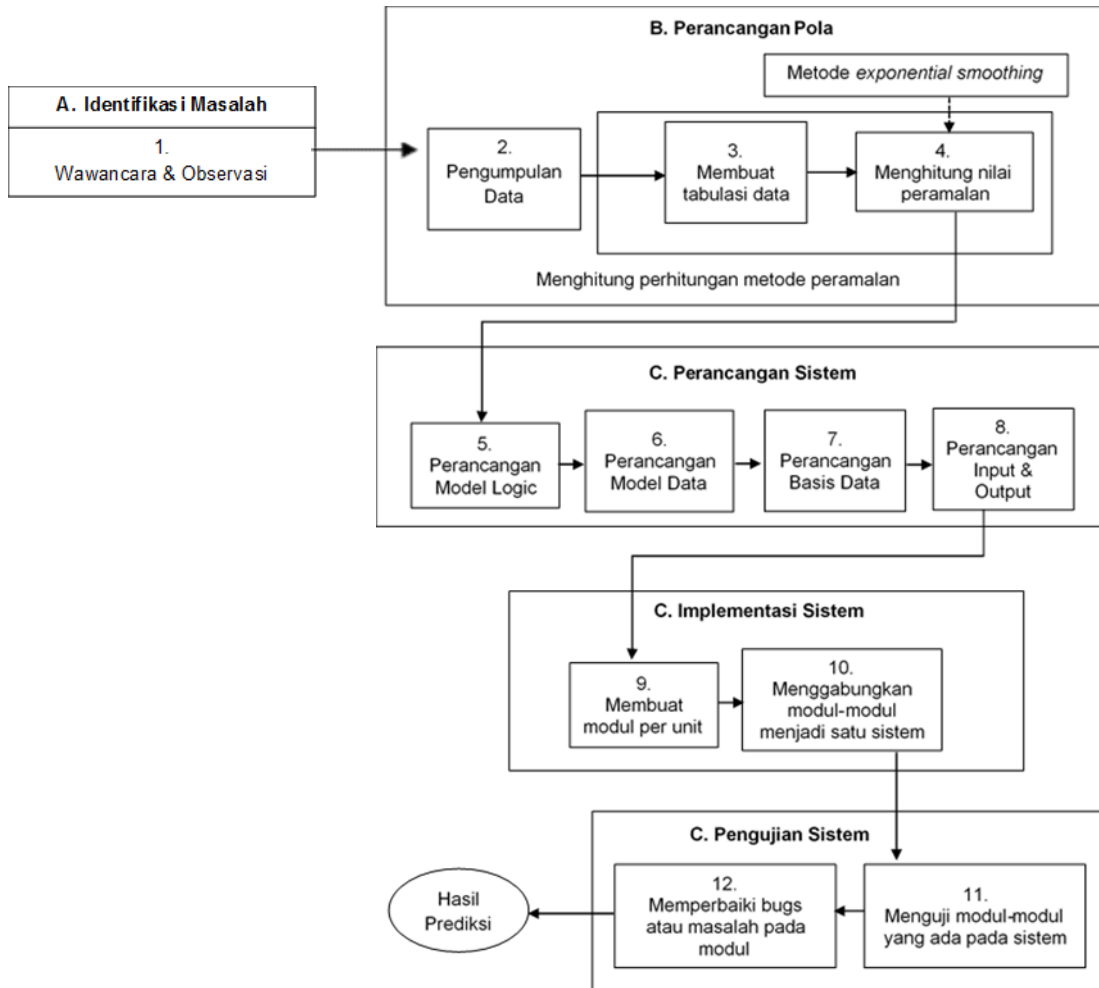 A. Identifikasi Masalah
1.
Wawancara & Observasi
B. Perancangan Pola
Metode exponential smoothing
2.
Pengumpulan
Data
3.
Membuat
tabulasi data
4.
Menghitung nilai
peramalan
Menghitung perhitungan metode peramalan
C. Perancangan Sistem
5.
Perancangan
Model Logic
6.
Perancangan
Model Data
7.
Perancangan
Basis Data
8.
Perancangan
Input &
Output
C. Implementasi Sistem
9.
Membuat
modul per unit
10.
Menggabungkan
modul-modul
menjadi satu sistem
C. Pengujian Sistem
11.
Menguji modul-modul
yang ada pada sistem
12.
Memperbaiki bugs
atau masalah pada
modul
Hasil
Prediksi